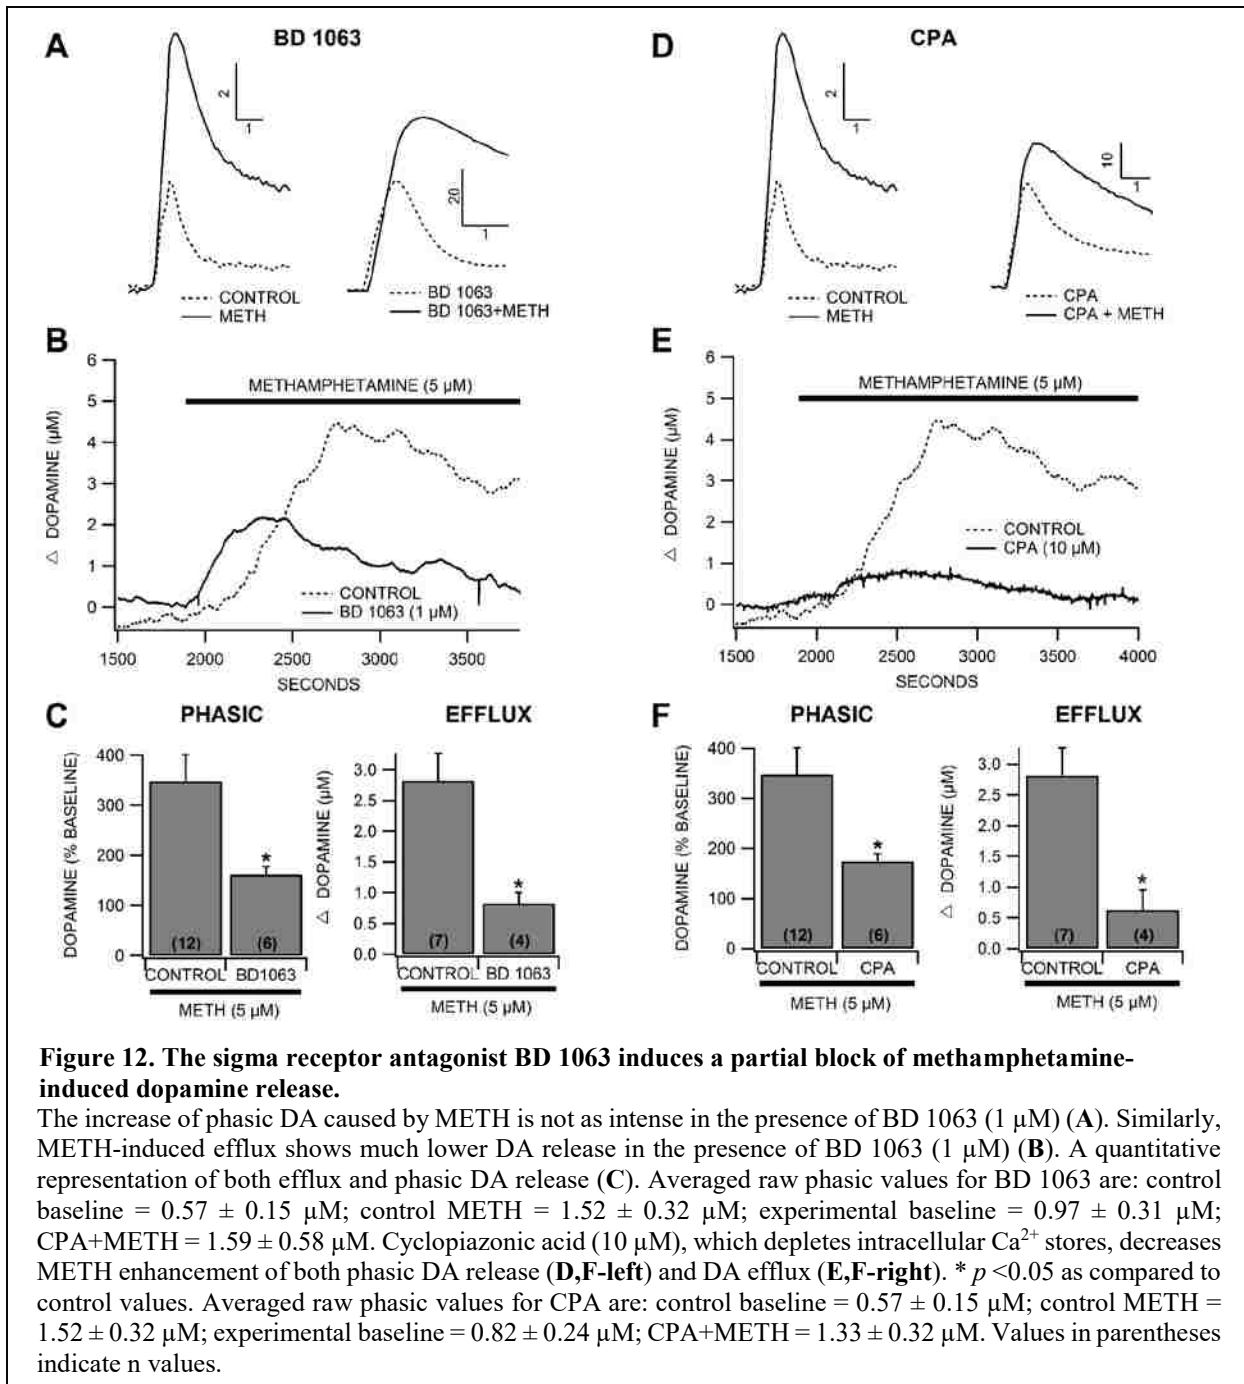 A
BD 1063
2
1
20
1
CONTROL
METH
BD 1063
BD 1063+METH
D
CPA
2
1
10
1
CONTROL
METH
CPA
CPA + METH
B
6
5
4
3
2
1
0
△ DOPAMINE (µM)
METHAMPHETAMINE (5 µM)
CONTROL
BD 1063 (1 µM)
1500 2000 2500 3000 3500
SECONDS
E
6
5
4
3
2
1
0
△ DOPAMINE (µM)
METHAMPHETAMINE (5 µM)
CONTROL
CPA (10 µM)
1500 2000 2500 3000 3500 4000
SECONDS
C
PHASIC
DOPAMINE (% BASELINE)
400
300
200
100
0
*
(12) (6)
CONTROL BD1063
METH (5 µM)
EFFLUX
△ DOPAMINE (µM)
3.0
2.5
2.0
1.5
1.0
0.5
0.0
*
(7) (4)
CONTROL BD 1063
METH (5 µM)
F
PHASIC
DOPAMINE (% BASELINE)
400
300
200
100
0
*
(12) (6)
CONTROL CPA
METH (5 µM)
EFFLUX
△ DOPAMINE (µM)
3.0
2.5
2.0
1.5
1.0
0.5
0.0
*
(7) (4)
CONTROL CPA
METH (5 µM)
Figure 12. The sigma receptor antagonist BD 1063 induces a partial block of methamphetamine-
induced dopamine release.
The increase of phasic DA caused by METH is not as intense in the presence of BD 1063 (1 µM) (A). Similarly,
METH-induced efflux shows much lower DA release in the presence of BD 1063 (1 µM) (B). A quantitative
representation of both efflux and phasic DA release (C). Averaged raw phasic values for BD 1063 are: control
baseline = 0.57 ± 0.15 µM; control METH = 1.52 ± 0.32 µM; experimental baseline = 0.97 ± 0.31 µM;
CPA+METH = 1.59 ± 0.58 µM. Cyclopiazonic acid (10 µM), which depletes intracellular Ca²⁺ stores, decreases
METH enhancement of both phasic DA release (D,F-left) and DA efflux (E,F-right). * p <0.05 as compared to
control values. Averaged raw phasic values for CPA are: control baseline = 0.57 ± 0.15 µM; control METH =
1.52 ± 0.32 µM; experimental baseline = 0.82 ± 0.24 µM; CPA+METH = 1.33 ± 0.32 µM. Values in parentheses
indicate n values.